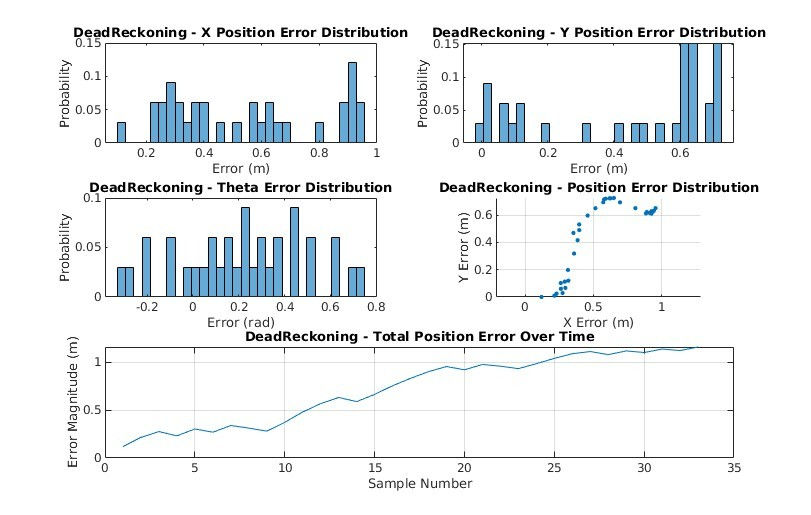 DeadReckoning - X Position Error Distribution
DeadReckoning - Y Position Error Distribution
0.15
0.1
0.05
0
Probability
0.2 0.4 0.6 0.8 1
Error (m)
0.15
0.1
0.05
0
Probability
0 0.2 0.4 0.6
Error (m)
DeadReckoning - Theta Error Distribution
DeadReckoning - Position Error Distribution
0.1
0.05
0
Probability
-0.2 0 0.2 0.4 0.6 0.8
Error (rad)
0.6
0.4
0.2
0
Y Error (m)
0 0.5 1
X Error (m)
DeadReckoning - Total Position Error Over Time
1
0.5
0
Error Magnitude (m)
0 5 10 15 20 25 30 35
Sample Number